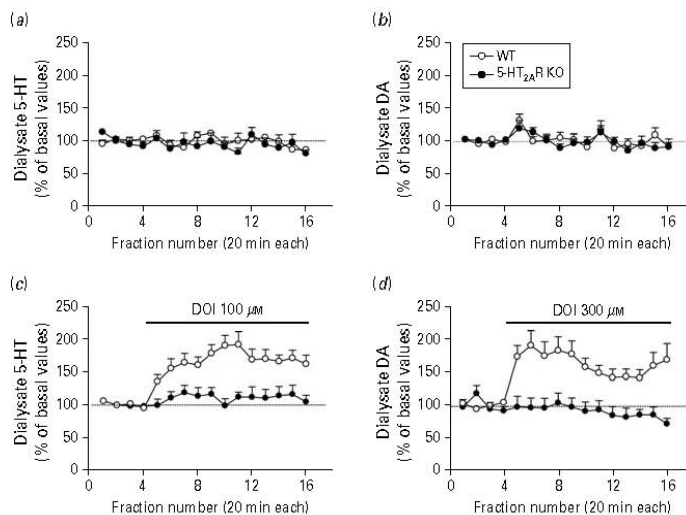 (a)
250
200
150
100
50
0
Dialysate 5-HT
(% of basal values)
0 4 8 12 16
Fraction number (20 min each)
(b)
WT
5-HT2AR KO
250
200
150
100
50
0
Dialysate DA
(% of basal values)
0 4 8 12 16
Fraction number (20 min each)
(c)
DOI 100 μM
250
200
150
100
50
0
Dialysate 5-HT
(% of basal values)
0 4 8 12 16
Fraction number (20 min each)
(d)
DOI 300 μM
250
200
150
100
50
0
Dialysate DA
(% of basal values)
0 4 8 12 16
Fraction number (20 min each)